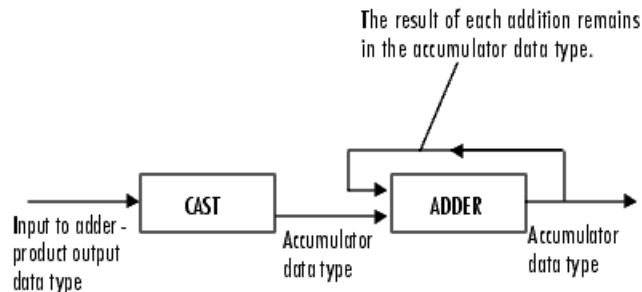 The result of each addition remains
in the accumulator data type.
CAST
ADDER
Input to adder -
product output
data type
Accumulator
data type
Accumulator
data type